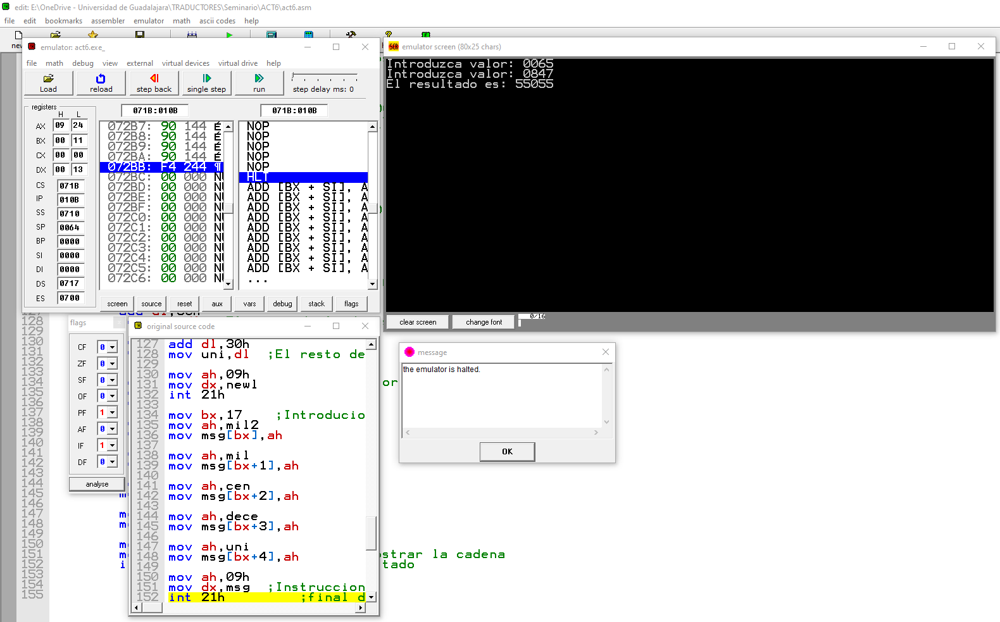 edit: E:\OneDrive - Universidad de Guadalajara\TRADUCTORES\Seminario\ACT6\act6.asm
file edit bookmarks assembler emulator math ascii codes help
new
emulator: act6.exe_
file math debug view external virtual devices virtual drive help
Load reload step back single step run step delay ms: 0
registers
H L
AX 09 24
BX 00 11
CX 00 00
DX 00 13
CS 071B
IP 010B
SS 0710
SP 0064
BP 0000
SI 0000
DI 0000
DS 0717
ES 0700
071B:010B 071B:010B
072B7: 90 144 É
072B8: 90 144 É
072B9: 90 144 É
072BA: 90 144 É
072BB: F4 244 ¶
072BC: 00 000 NU
072BD: 00 000 NU
072BE: 00 000 NU
072BF: 00 000 NU
072C0: 00 000 NU
072C1: 00 000 NU
072C2: 00 000 NU
072C3: 00 000 NU
072C4: 00 000 NU
072C5: 00 000 NU
072C6: 00 000 NU
NOP
NOP
NOP
NOP
NOP
HLT
ADD [BX + SI], A
ADD [BX + SI], A
ADD [BX + SI], A
ADD [BX + SI], A
ADD [BX + SI], A
ADD [BX + SI], A
ADD [BX + SI], A
ADD [BX + SI], A
ADD [BX + SI], A
...
screen source reset aux vars debug stack flags
emulator screen (80x25 chars)
Introduzca valor: 0065
Introduzca valor: 0847
El resultado es: 55055
clear screen change font 0/16
message
the emulator is halted.
OK
flags
CF 0
ZF 0
SF 0
OF 0
PF 1
AF 0
IF 1
DF 0
analyse
original source code
127 add dl,30h
128 mov uni,dl ;El resto de
129
130 mov ah,09h
131 mov dx,newl
132 int 21h
133
134 mov bx,17 ;Introducio
135 mov ah,mil2
136 mov msg[bx],ah
137
138 mov ah,mil
139 mov msg[bx+1],ah
140
141 mov ah,cen
142 mov msg[bx+2],ah
143
144 mov ah,dece
145 mov msg[bx+3],ah
146
147 mov ah,uni
148 mov msg[bx+4],ah
149
150 mov ah,09h
151 mov dx,msg ;Instruccion
152 int 21h ;final d
128
129
130
131
132
133
134 or
135
136
137
138
139
140
141
142
143
144
145 m
146
147 m
148 m
149
150 m
151 m ostrar la cadena
152 i tado
153
154
155